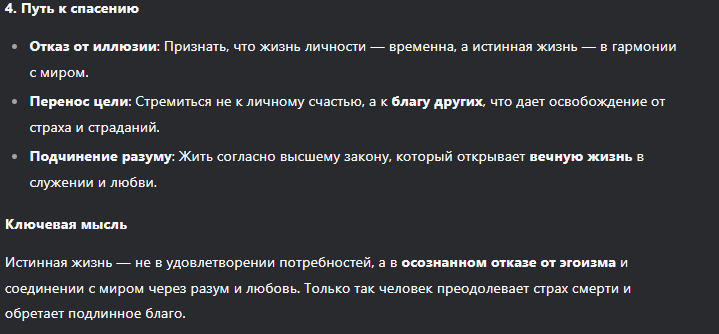 4. Путь к спасению
Отказ от иллюзии: Признать, что жизнь личности — временна, а истинная жизнь — в гармонии
с миром.
Перенос цели: Стремиться не к личному счастью, а к благу других, что дает освобождение от
страха и страданий.
Подчинение разуму: Жить согласно высшему закону, который открывает вечную жизнь в
служении и любви.
Ключевая мысль
Истинная жизнь — не в удовлетворении потребностей, а в осознанном отказе от эгоизма и
соединении с миром через разум и любовь. Только так человек преодолевает страх смерти и
обретает подлинное благо.